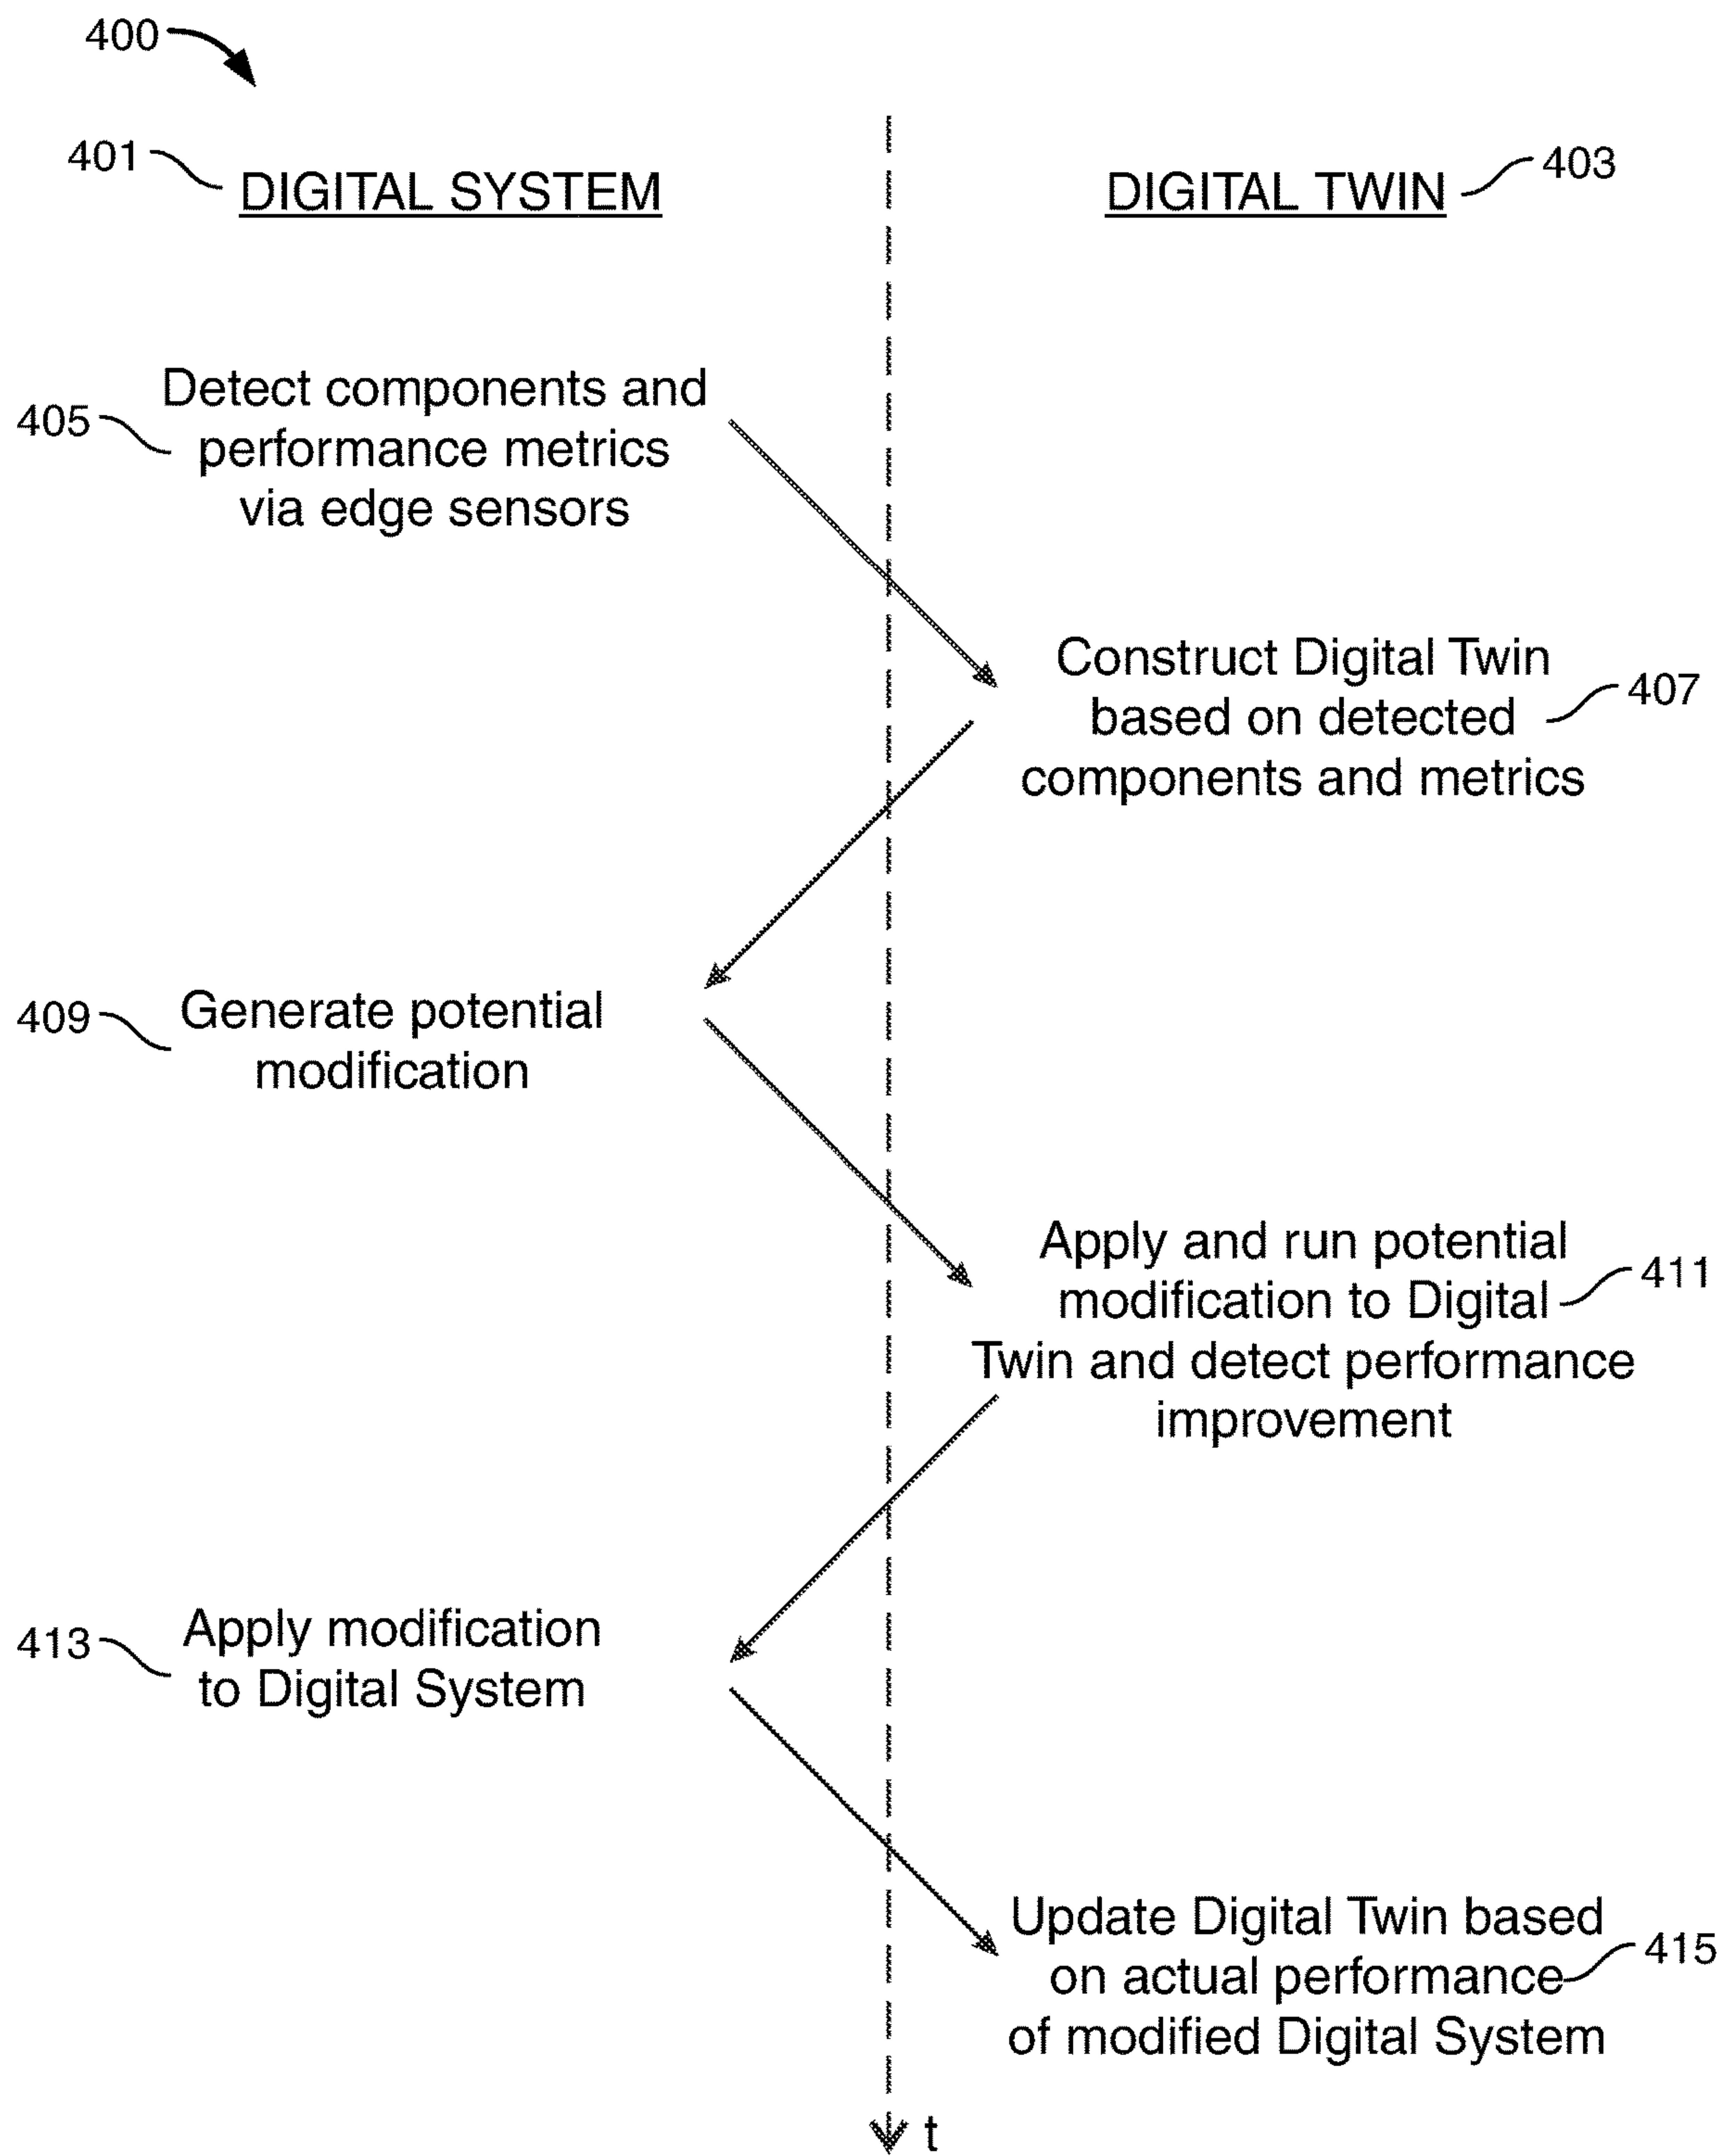 400
401
DIGITAL SYSTEM
DIGITAL TWIN
403
405
Detect components and
performance metrics
via edge sensors
Construct Digital Twin
based on detected
components and metrics
407
409
Generate potential
modification
Apply and run potential
modification to Digital
Twin and detect performance
improvement
411
413
Apply modification
to Digital System
Update Digital Twin based
on actual performance
of modified Digital System
415
t